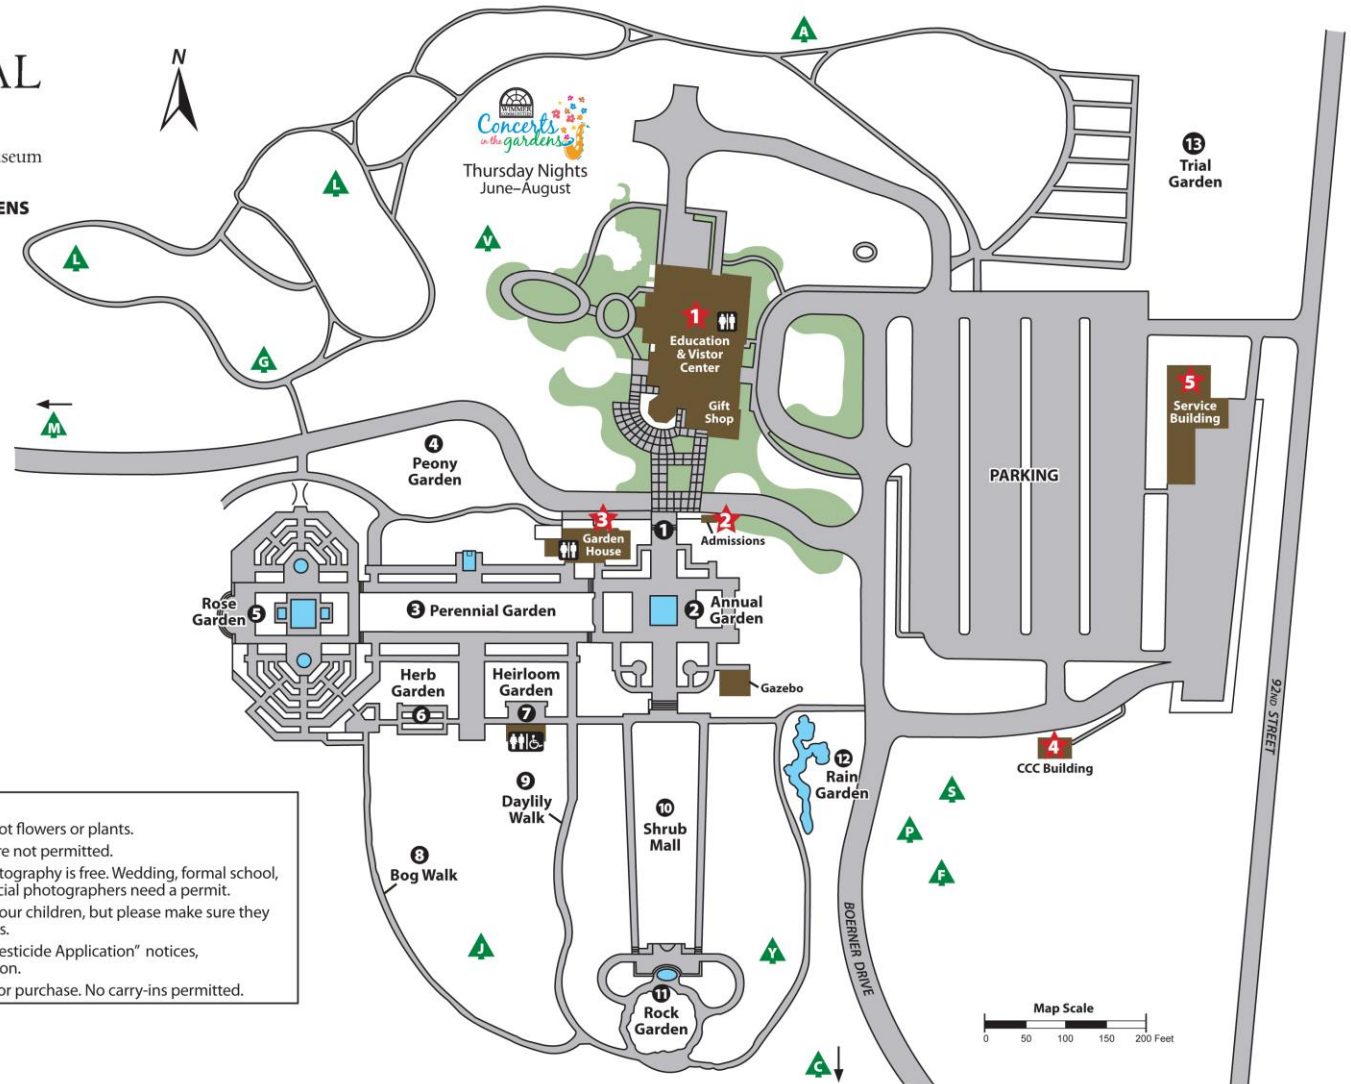 AL
N
seum
ENS
WIMMER
Concerts
in the gardens
Thursday Nights
June–August
A
13
Trial
Garden
L
L
V
G
M
1
Education
& Vistor
Center
Gift
Shop
5
Service
Building
PARKING
4
Peony
Garden
3
Garden
House
1
2
Admissions
Rose
Garden
5
3 Perennial Garden
2
Annual
Garden
Herb
Garden
6
Heirloom
Garden
7
Gazebo
92ND STREET
4
CCC Building
12
Rain
Garden
9
Daylily
Walk
10
Shrub
Mall
S
P
F
8
Bog Walk
J
Y
BOERNER DRIVE
11
Rock
Garden
C
Map Scale
0 50 100 150 200 Feet
ot flowers or plants.
re not permitted.
tography is free. Wedding, formal school,
cial photographers need a permit.
our children, but please make sure they
s.
esticide Application” notices,
on.
or purchase. No carry-ins permitted.